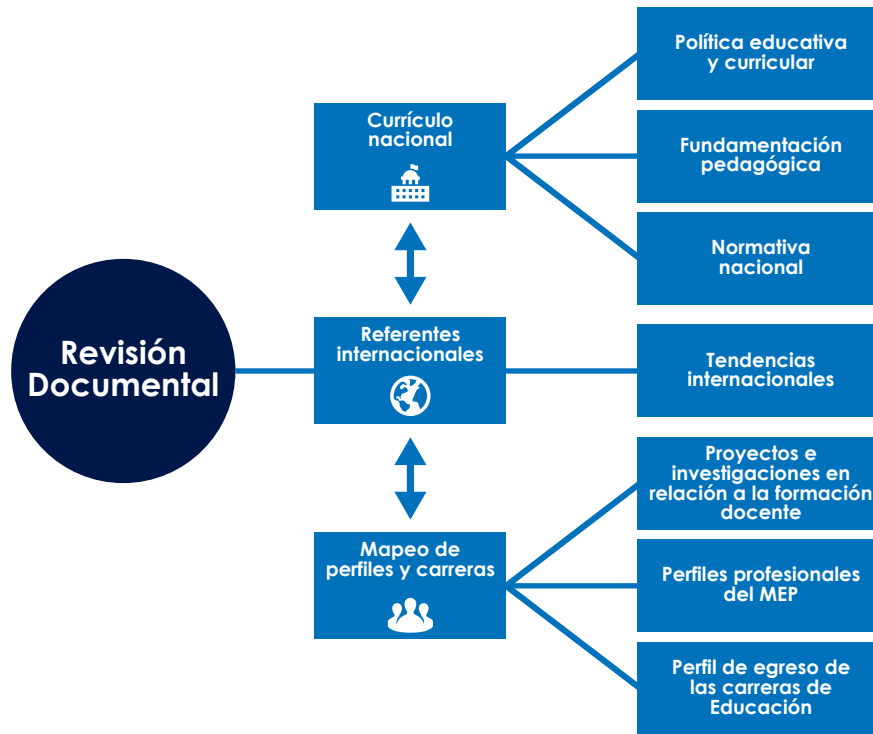 Revisión
Documental
Currículo
nacional
Política educativa
y curricular
Fundamentación
pedagógica
Normativa
nacional
Referentes
internacionales
Tendencias
internacionales
Mapeo de
perfiles y carreras
Proyectos e
investigaciones en
relación a la formación
docente
Perfiles profesionales
del MEP
Perfil de egreso de
las carreras de
Educación